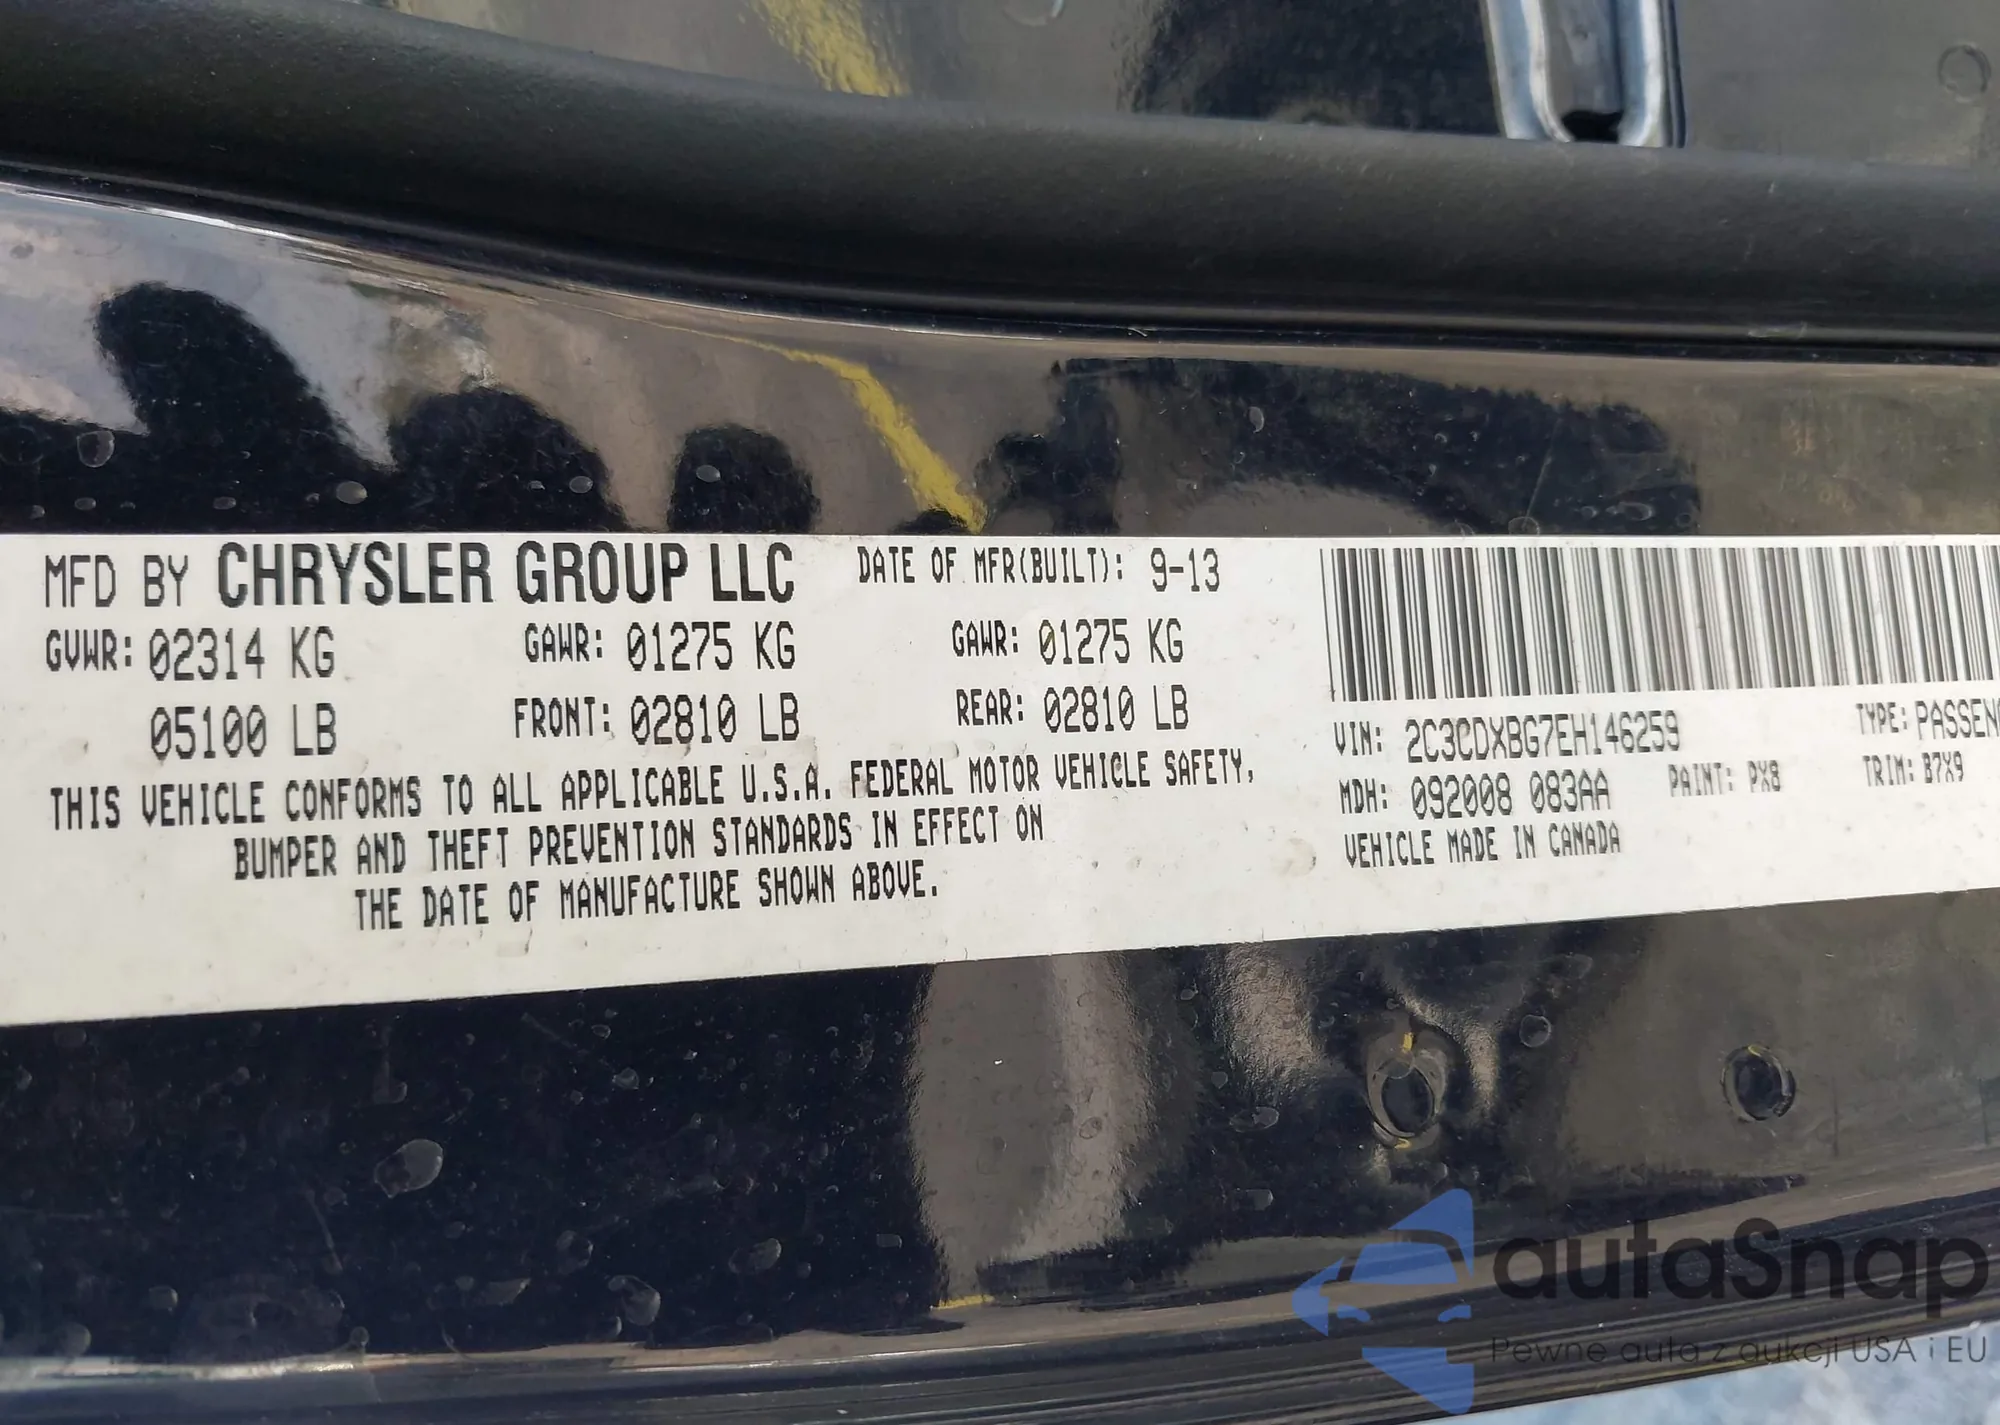 MFD BY CHRYSLER GROUP LLC DATE OF MFR(BUILT): 9-13
GVWR: 02314 KG GAWR: 01275 KG GAWR: 01275 KG
05100 LB FRONT: 02810 LB REAR: 02810 LB
THIS VEHICLE CONFORMS TO ALL APPLICABLE U.S.A. FEDERAL MOTOR VEHICLE SAFETY,
BUMPER AND THEFT PREVENTION STANDARDS IN EFFECT ON
THE DATE OF MANUFACTURE SHOWN ABOVE.
VIN: 2C3CDXBG7EH146259 TYPE: PASSENG
MDH: 092008 083AA PAINT: PX8 TRIM: B7X9
VEHICLE MADE IN CANADA
autaSnap
Pewne auta z aukcji USA i EU